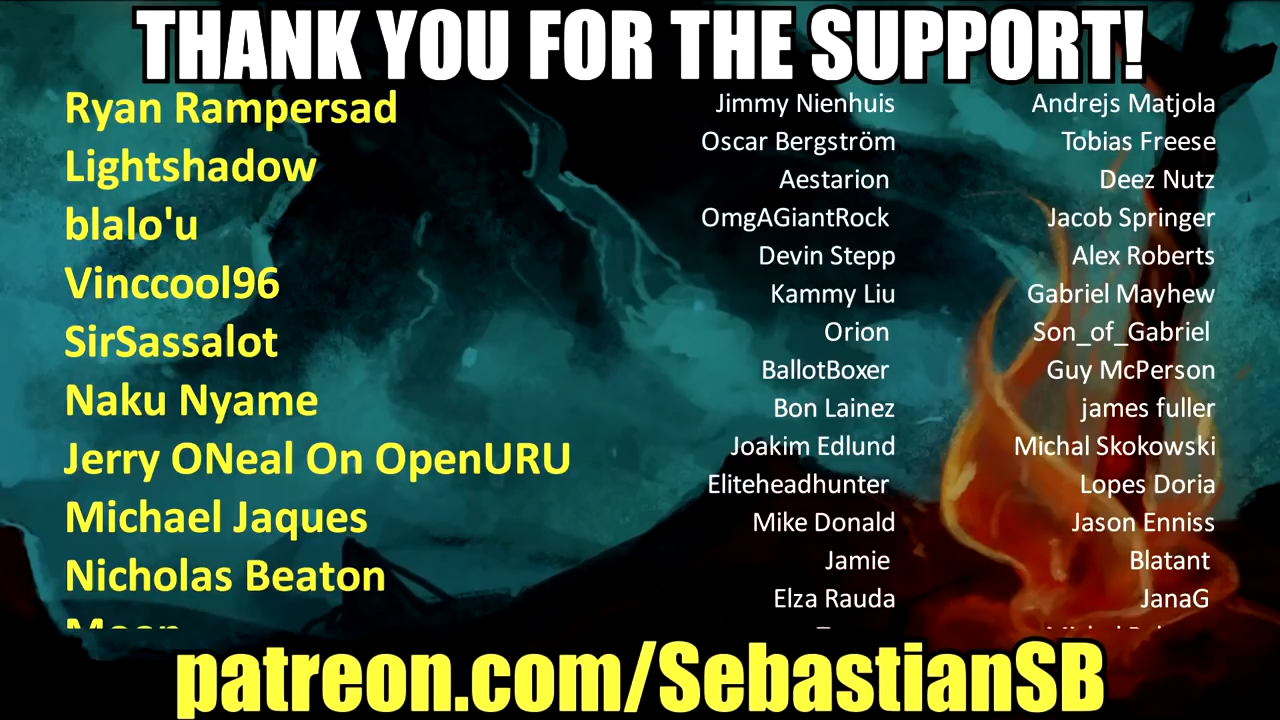 THANK YOU FOR THE SUPPORT!
Ryan Rampersad
Lightshadow
blalo'u
Vinccool96
SirSassalot
Naku Nyame
Jerry ONeal On OpenURU
Michael Jaques
Nicholas Beaton
Jimmy Nienhuis
Oscar Bergström
Aestarion
OmgAGiantRock
Devin Stepp
Kammy Liu
Orion
BallotBoxer
Bon Lainez
Joakim Edlund
Eliteheadhunter
Mike Donald
Jamie
Elza Rauda
Andrejs Matjola
Tobias Freese
Deez Nutz
Jacob Springer
Alex Roberts
Gabriel Mayhew
Son_of_Gabriel
Guy McPerson
james fuller
Michal Skokowski
Lopes Doria
Jason Enniss
Blatant
JanaG
patreon.com/SebastianSB